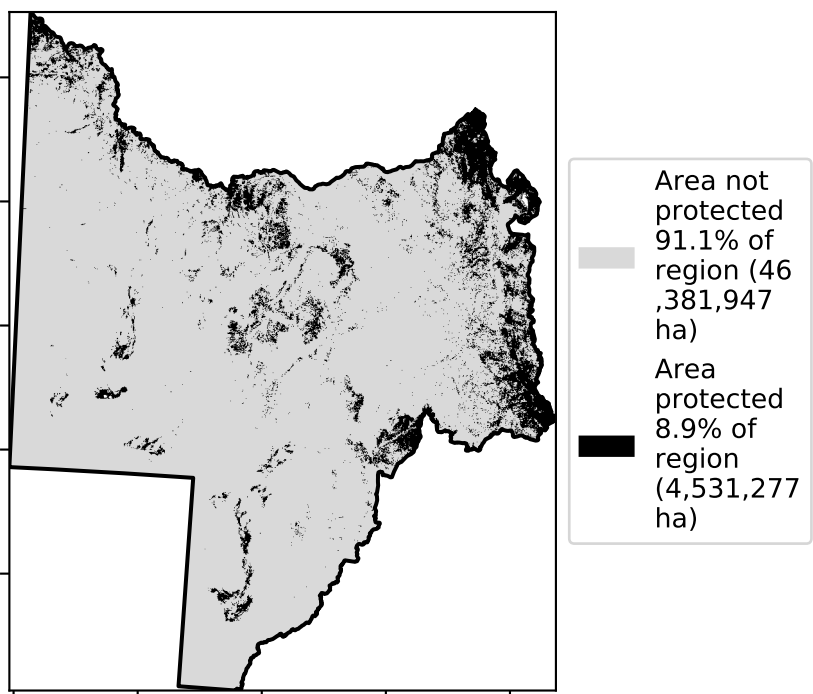 Area not
protected
91.1% of
region (46
,381,947
ha)
Area
protected
8.9% of
region
(4,531,277
ha)